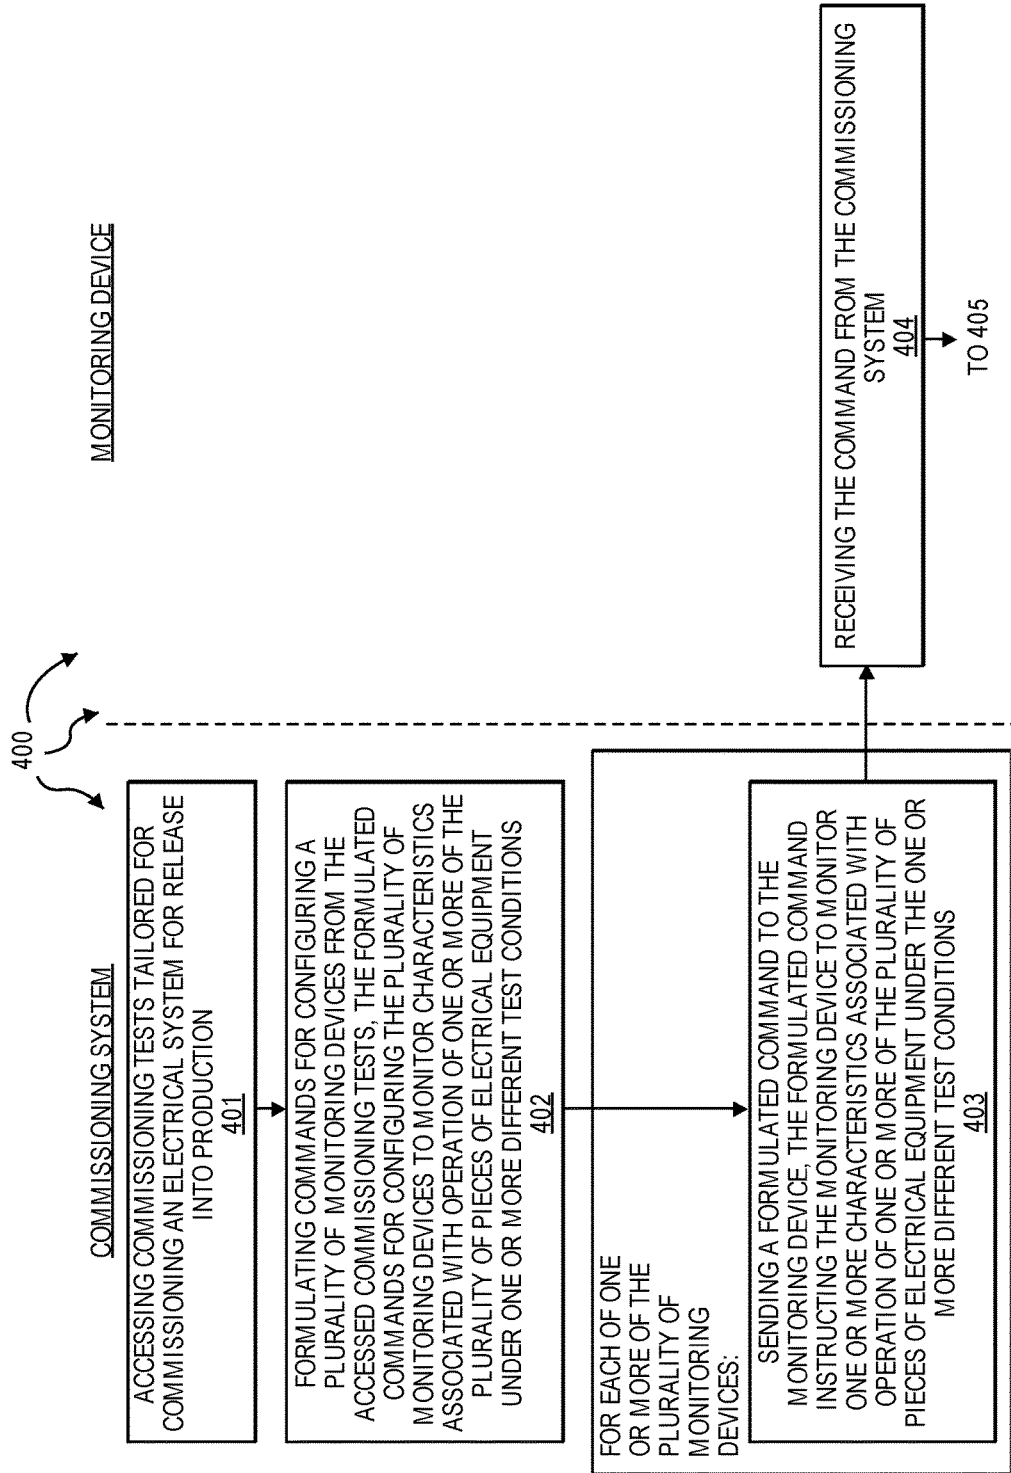 400
COMMISSIONING SYSTEM
MONITORING DEVICE
ACCESSING COMMISSIONING TESTS TAILORED FOR
COMMISSIONING AN ELECTRICAL SYSTEM FOR RELEASE
INTO PRODUCTION
401
FORMULATING COMMANDS FOR CONFIGURING A
PLURALITY OF MONITORING DEVICES FROM THE
ACCESSED COMMISSIONING TESTS, THE FORMULATED
COMMANDS FOR CONFIGURING THE PLURALITY OF
MONITORING DEVICES TO MONITOR CHARACTERISTICS
ASSOCIATED WITH OPERATION OF ONE OR MORE OF THE
PLURALITY OF PIECES OF ELECTRICAL EQUIPMENT
UNDER ONE OR MORE DIFFERENT TEST CONDITIONS
402
FOR EACH OF ONE
OR MORE OF THE
PLURALITY OF
MONITORING
DEVICES:
SENDING A FORMULATED COMMAND TO THE
MONITORING DEVICE, THE FORMULATED COMMAND
INSTRUCTING THE MONITORING DEVICE TO MONITOR
ONE OR MORE CHARACTERISTICS ASSOCIATED WITH
OPERATION OF ONE OR MORE OF THE PLURALITY OF
PIECES OF ELECTRICAL EQUIPMENT UNDER THE ONE OR
MORE DIFFERENT TEST CONDITIONS
403
RECEIVING THE COMMAND FROM THE COMMISSIONING
SYSTEM
404
TO 405